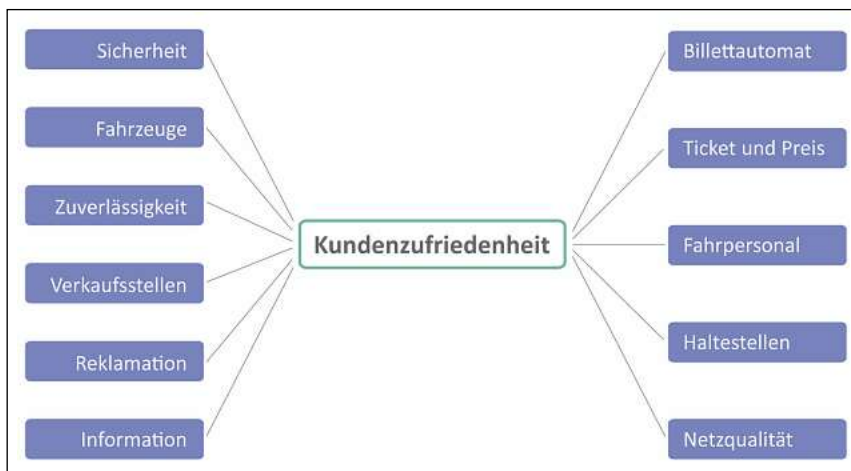 Sicherheit
Fahrzeuge
Zuverlässigkeit
Verkaufsstellen
Reklamation
Information
Kundenzufriedenheit
Billettautomat
Ticket und Preis
Fahrpersonal
Haltestellen
Netzqualität